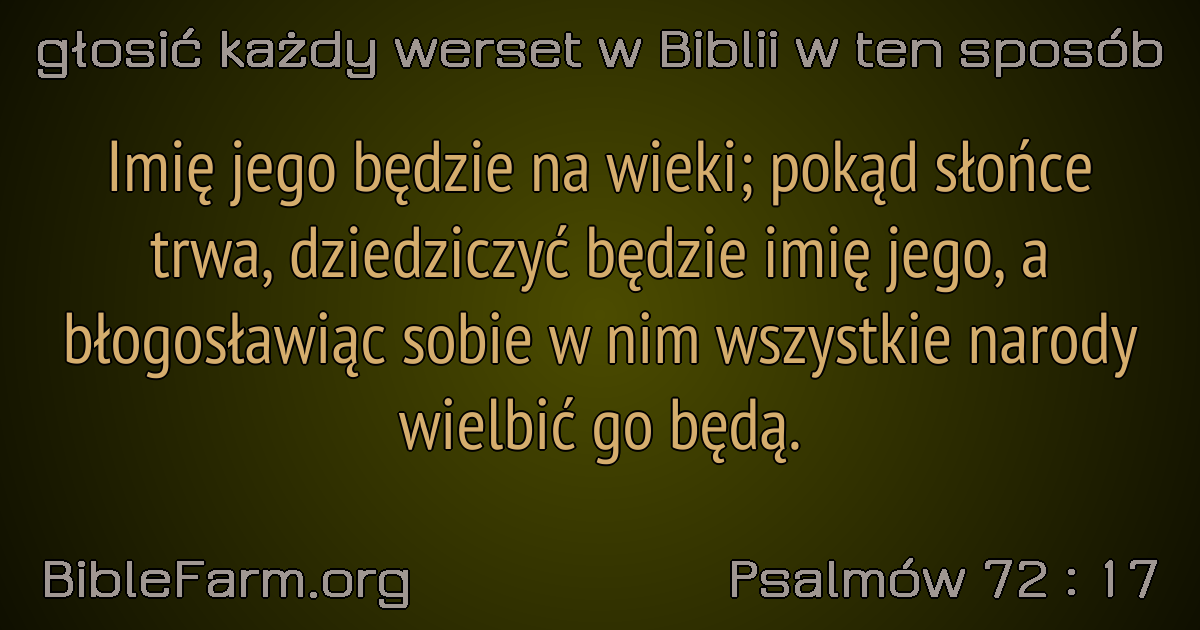 głosić każdy werset w Biblii w ten sposób
Imię jego będzie na wieki; pokąd słońce
trwa, dziedziczyć będzie imię jego, a
błogosławiąc sobie w nim wszystkie narody
wielbić go będą.
BibleFarm.org
Psalmów 72 : 17